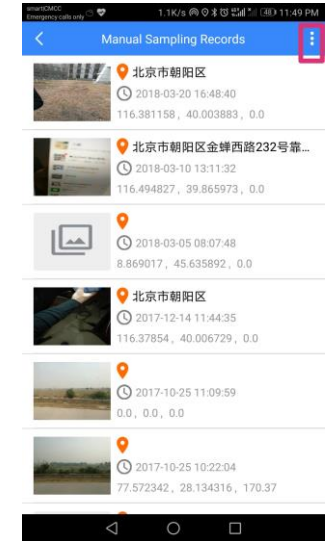 smartCMCC
Emergency calls only
1.1K/s
48
11:49 PM
Manual Sampling Records
北京市朝阳区
2018-03-20 16:48:40
116.381158, 40.003883, 0.0
北京市朝阳区金蝉西路232号靠...
2018-03-10 13:11:32
116.494827, 39.865973, 0.0
2018-03-05 08:07:48
8.869017, 45.635892, 0.0
北京市朝阳区
2017-12-14 11:44:35
116.37854, 40.006729, 0.0
2017-10-25 11:09:59
0.0, 0.0, 0.0
2017-10-25 10:22:04
77.572342, 28.134316, 170.37